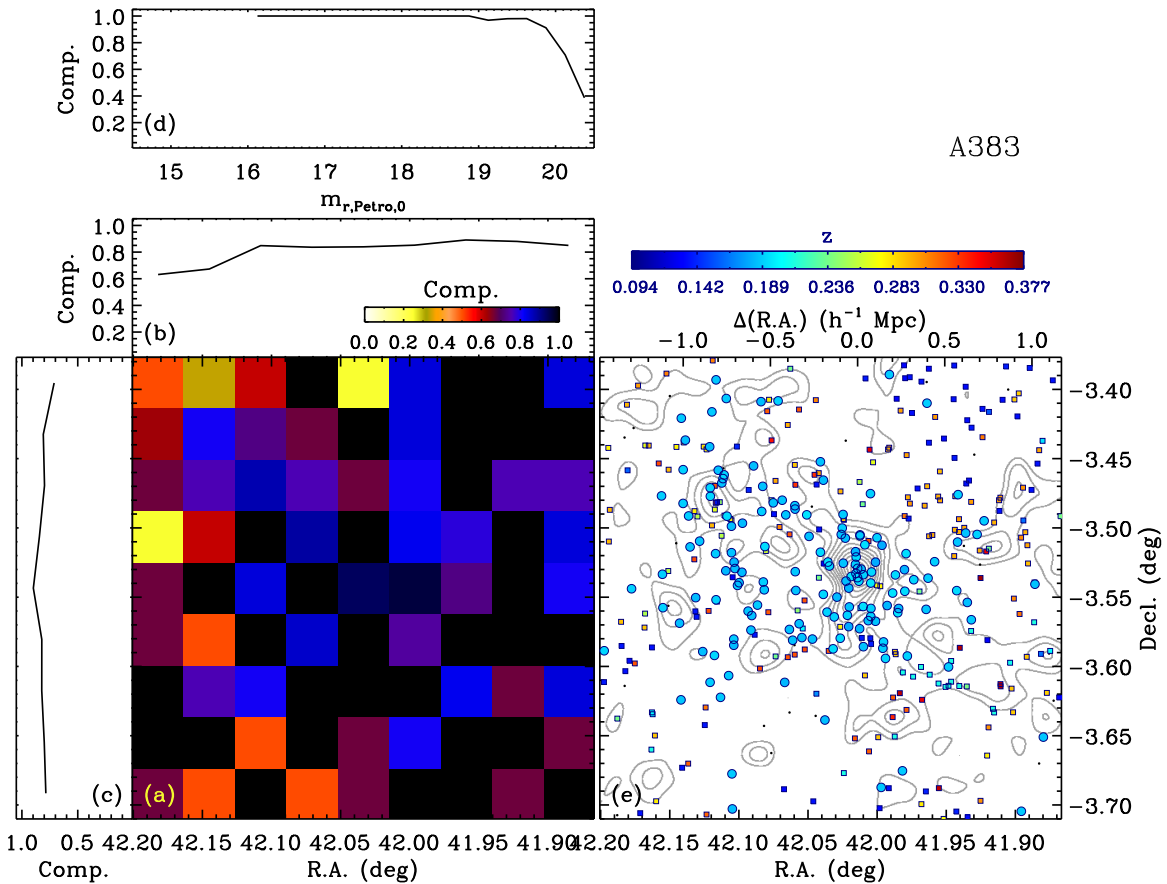 1.0
0.8
0.6
0.4
0.2
Comp.
(d)
15 16 17 18 19 20
m_r,Petro,0
A383
1.0
0.8
0.6
0.4
0.2
Comp.
(b)
Comp.
0.0 0.2 0.4 0.6 0.8 1.0
z
0.094 0.142 0.189 0.236 0.283 0.330 0.377
Δ(R.A.) (h⁻¹ Mpc)
−1.0 −0.5 0.0 0.5 1.0
(c)
1.0 0.5
Comp.
(a)
42.20 42.15 42.10 42.05 42.00 41.95 41.90
R.A. (deg)
(e)
42.20 42.15 42.10 42.05 42.00 41.95 41.90
R.A. (deg)
−3.40
−3.45
−3.50
−3.55
−3.60
−3.65
−3.70
Decl. (deg)